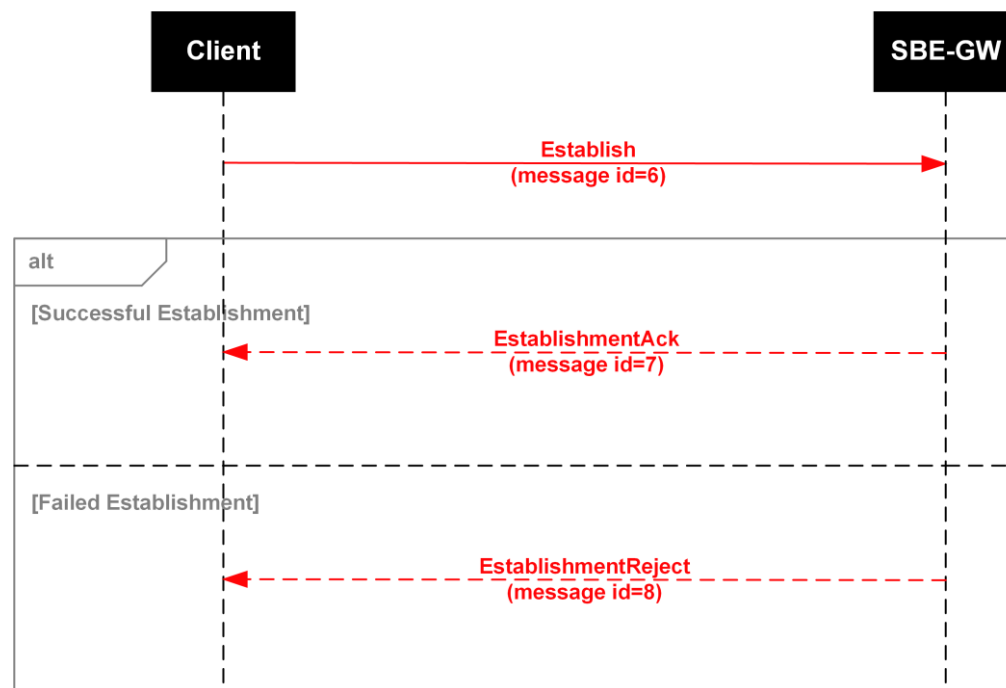 Client
SBE-GW
Establish
(message id=6)
alt
[Successful Establishment]
EstablishmentAck
(message id=7)
[Failed Establishment]
EstablishmentReject
(message id=8)